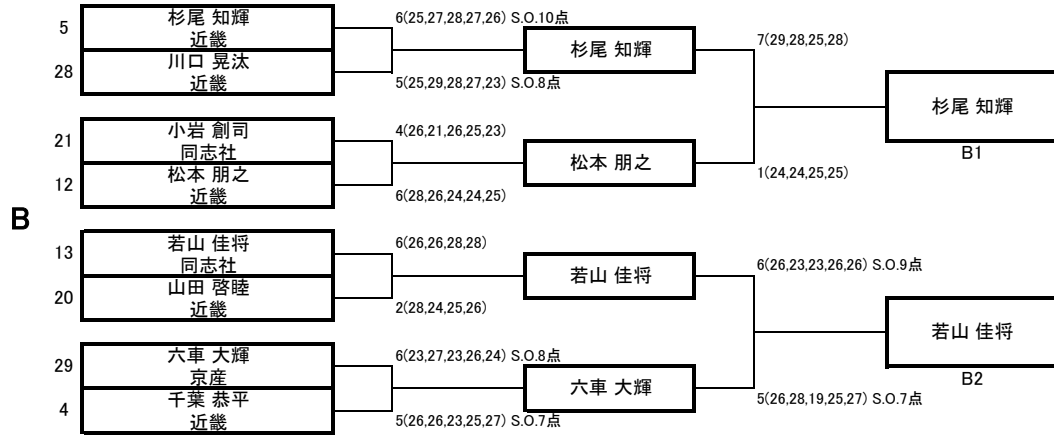 5
杉尾 知輝
近畿
28
川口 晃汰
近畿
6(25,27,28,27,26) S.O.10点
5(25,29,28,27,23) S.O.8点
杉尾 知輝
21
小岩 創司
同志社
12
松本 朋之
近畿
4(26,21,26,25,23)
6(28,26,24,24,25)
松本 朋之
7(29,28,25,28)
1(24,24,25,25)
杉尾 知輝
B1
B
13
若山 佳将
同志社
20
山田 啓睦
近畿
6(26,26,28,28)
2(28,24,25,26)
若山 佳将
29
六車 大輝
京産
4
千葉 恭平
近畿
6(23,27,23,26,24) S.O.8点
5(26,26,23,25,27) S.O.7点
六車 大輝
6(26,23,23,26,26) S.O.9点
5(26,28,19,25,27) S.O.7点
若山 佳将
B2